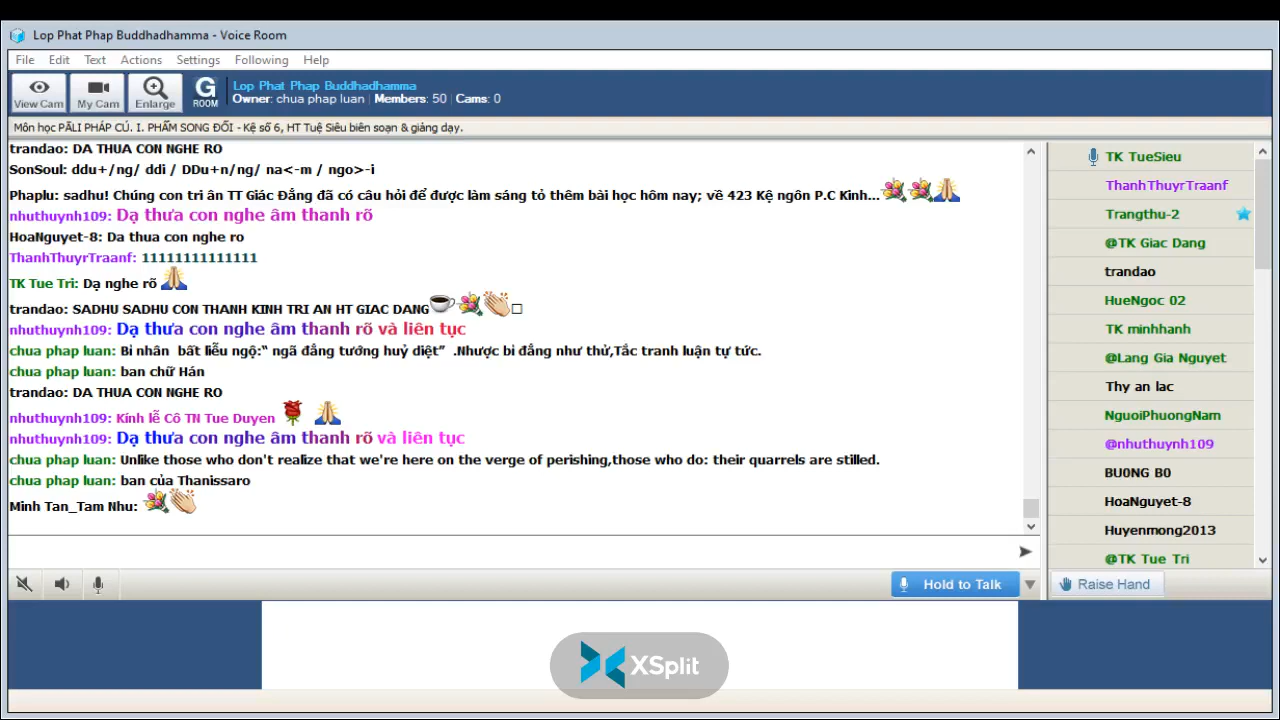 Lop Phat Phap Buddhadhamma - Voice Room
File Edit Text Actions Settings Following Help
View Cam My Cam Enlarge G ROOM
Lop Phat Phap Buddhadhamma
Owner: chua phap luan | Members: 50 | Cams: 0
Môn học PĀLI PHÁP CÚ. I. PHẨM SONG ĐỐI - Kệ số 6, HT Tuệ Siêu biên soạn & giảng dạy.
trandao: DA THUA CON NGHE RO
SonSoul: ddu+/ng/ ddi / DDu+n/ng/ na<-m / ngo>-i
Phaplu: sadhu! Chúng con tri ân TT Giác Đẳng đã có câu hỏi để được làm sáng tỏ thêm bài học hôm nay; về 423 Kệ ngôn P.C Kinh...
nhuthuynh109: Dạ thưa con nghe âm thanh rõ
HoaNguyet-8: Da thua con nghe ro
ThanhThuyrTraanf: 11111111111111
TK Tue Tri: Dạ nghe rõ
trandao: SADHU SADHU CON THANH KINH TRI AN HT GIAC DANG
nhuthuynh109: Dạ thưa con nghe âm thanh rõ và liên tục
chua phap luan: Bỉ nhân bất liễu ngộ:“ ngã đẳng tướng huỷ diệt” .Nhược bỉ đẳng như thử,Tắc tranh luận tự tức.
chua phap luan: ban chữ Hán
trandao: DA THUA CON NGHE RO
nhuthuynh109: Kính lễ Cô TN Tue Duyen
nhuthuynh109: Dạ thưa con nghe âm thanh rõ và liên tục
chua phap luan: Unlike those who don't realize that we're here on the verge of perishing,those who do: their quarrels are stilled.
chua phap luan: ban của Thanissaro
Minh Tan_Tam Nhu:
TK TueSieu
ThanhThuyrTraanf
Trangthu-2
@TK Giac Dang
trandao
HueNgoc 02
TK minhhanh
@Lang Gia Nguyet
Thy an lac
NguoiPhuongNam
@nhuthuynh109
BU0NG B0
HoaNguyet-8
Huyenmong2013
@TK Tue Tri
Hold to Talk
Raise Hand
XSplit